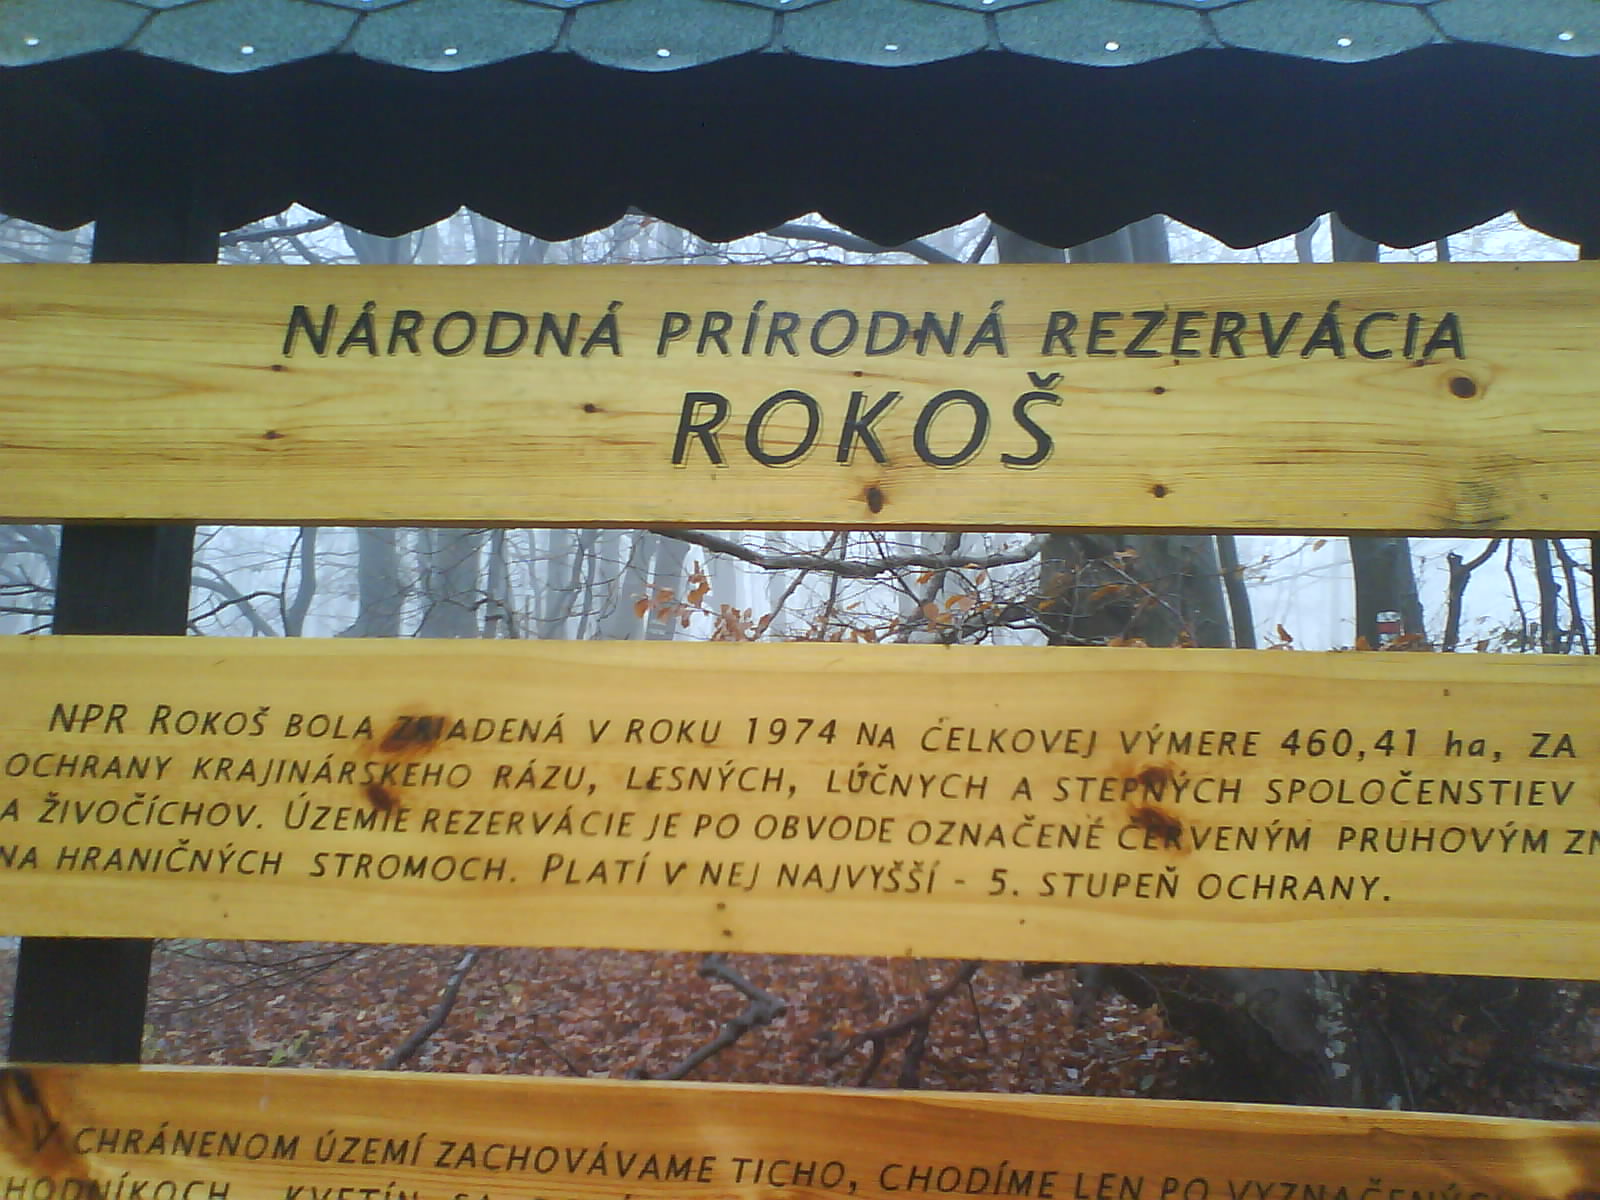 NÁRODNÁ PRÍRODNÁ REZERVÁCIA
ROKOŠ
NPR ROKOŠ BOLA ZRIADENÁ V ROKU 1974 NA CELKOVEJ VÝMERE 460,41 ha, ZA
OCHRANY KRAJINÁRSKEHO RÁZU, LESNÝCH, LÚČNYCH A STEPNÝCH SPOLOČENSTIEV
A ŽIVOČÍCHOV. ÚZEMIE REZERVÁCIE JE PO OBVODE OZNAČENÉ ČERVENÝM PRUHOVÝM
NA HRANIČNÝCH STROMOCH. PLATÍ V NEJ NAJVYŠŠÍ - 5. STUPEŇ OCHRANY.
V CHRÁNENOM ÚZEMÍ ZACHOVÁVAME TICHO, CHODÍME LEN PO